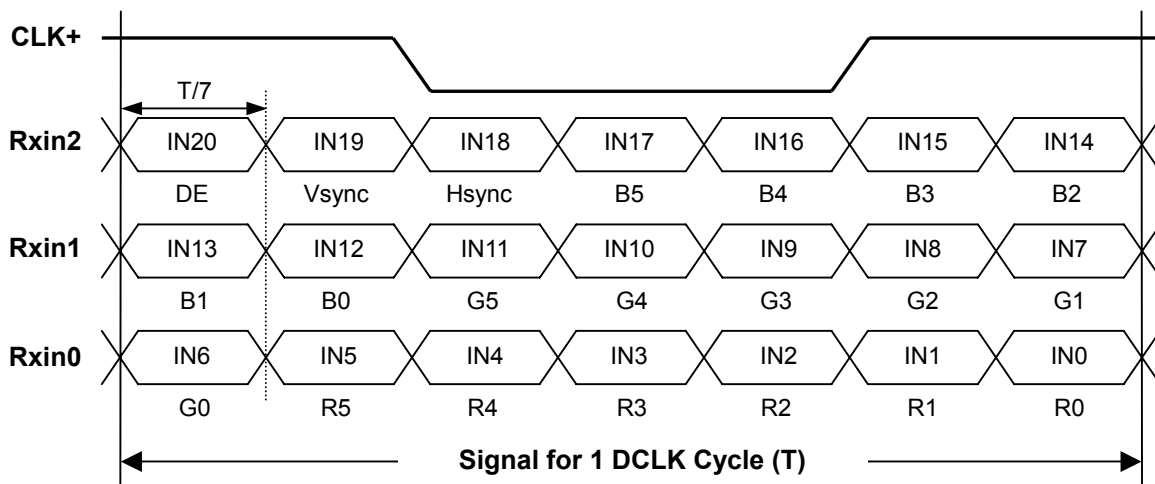 CLK+
T/7
Rxin2 IN20 IN19 IN18 IN17 IN16 IN15 IN14
DE Vsync Hsync B5 B4 B3 B2
Rxin1 IN13 IN12 IN11 IN10 IN9 IN8 IN7
B1 B0 G5 G4 G3 G2 G1
Rxin0 IN6 IN5 IN4 IN3 IN2 IN1 IN0
G0 R5 R4 R3 R2 R1 R0
Signal for 1 DCLK Cycle (T)